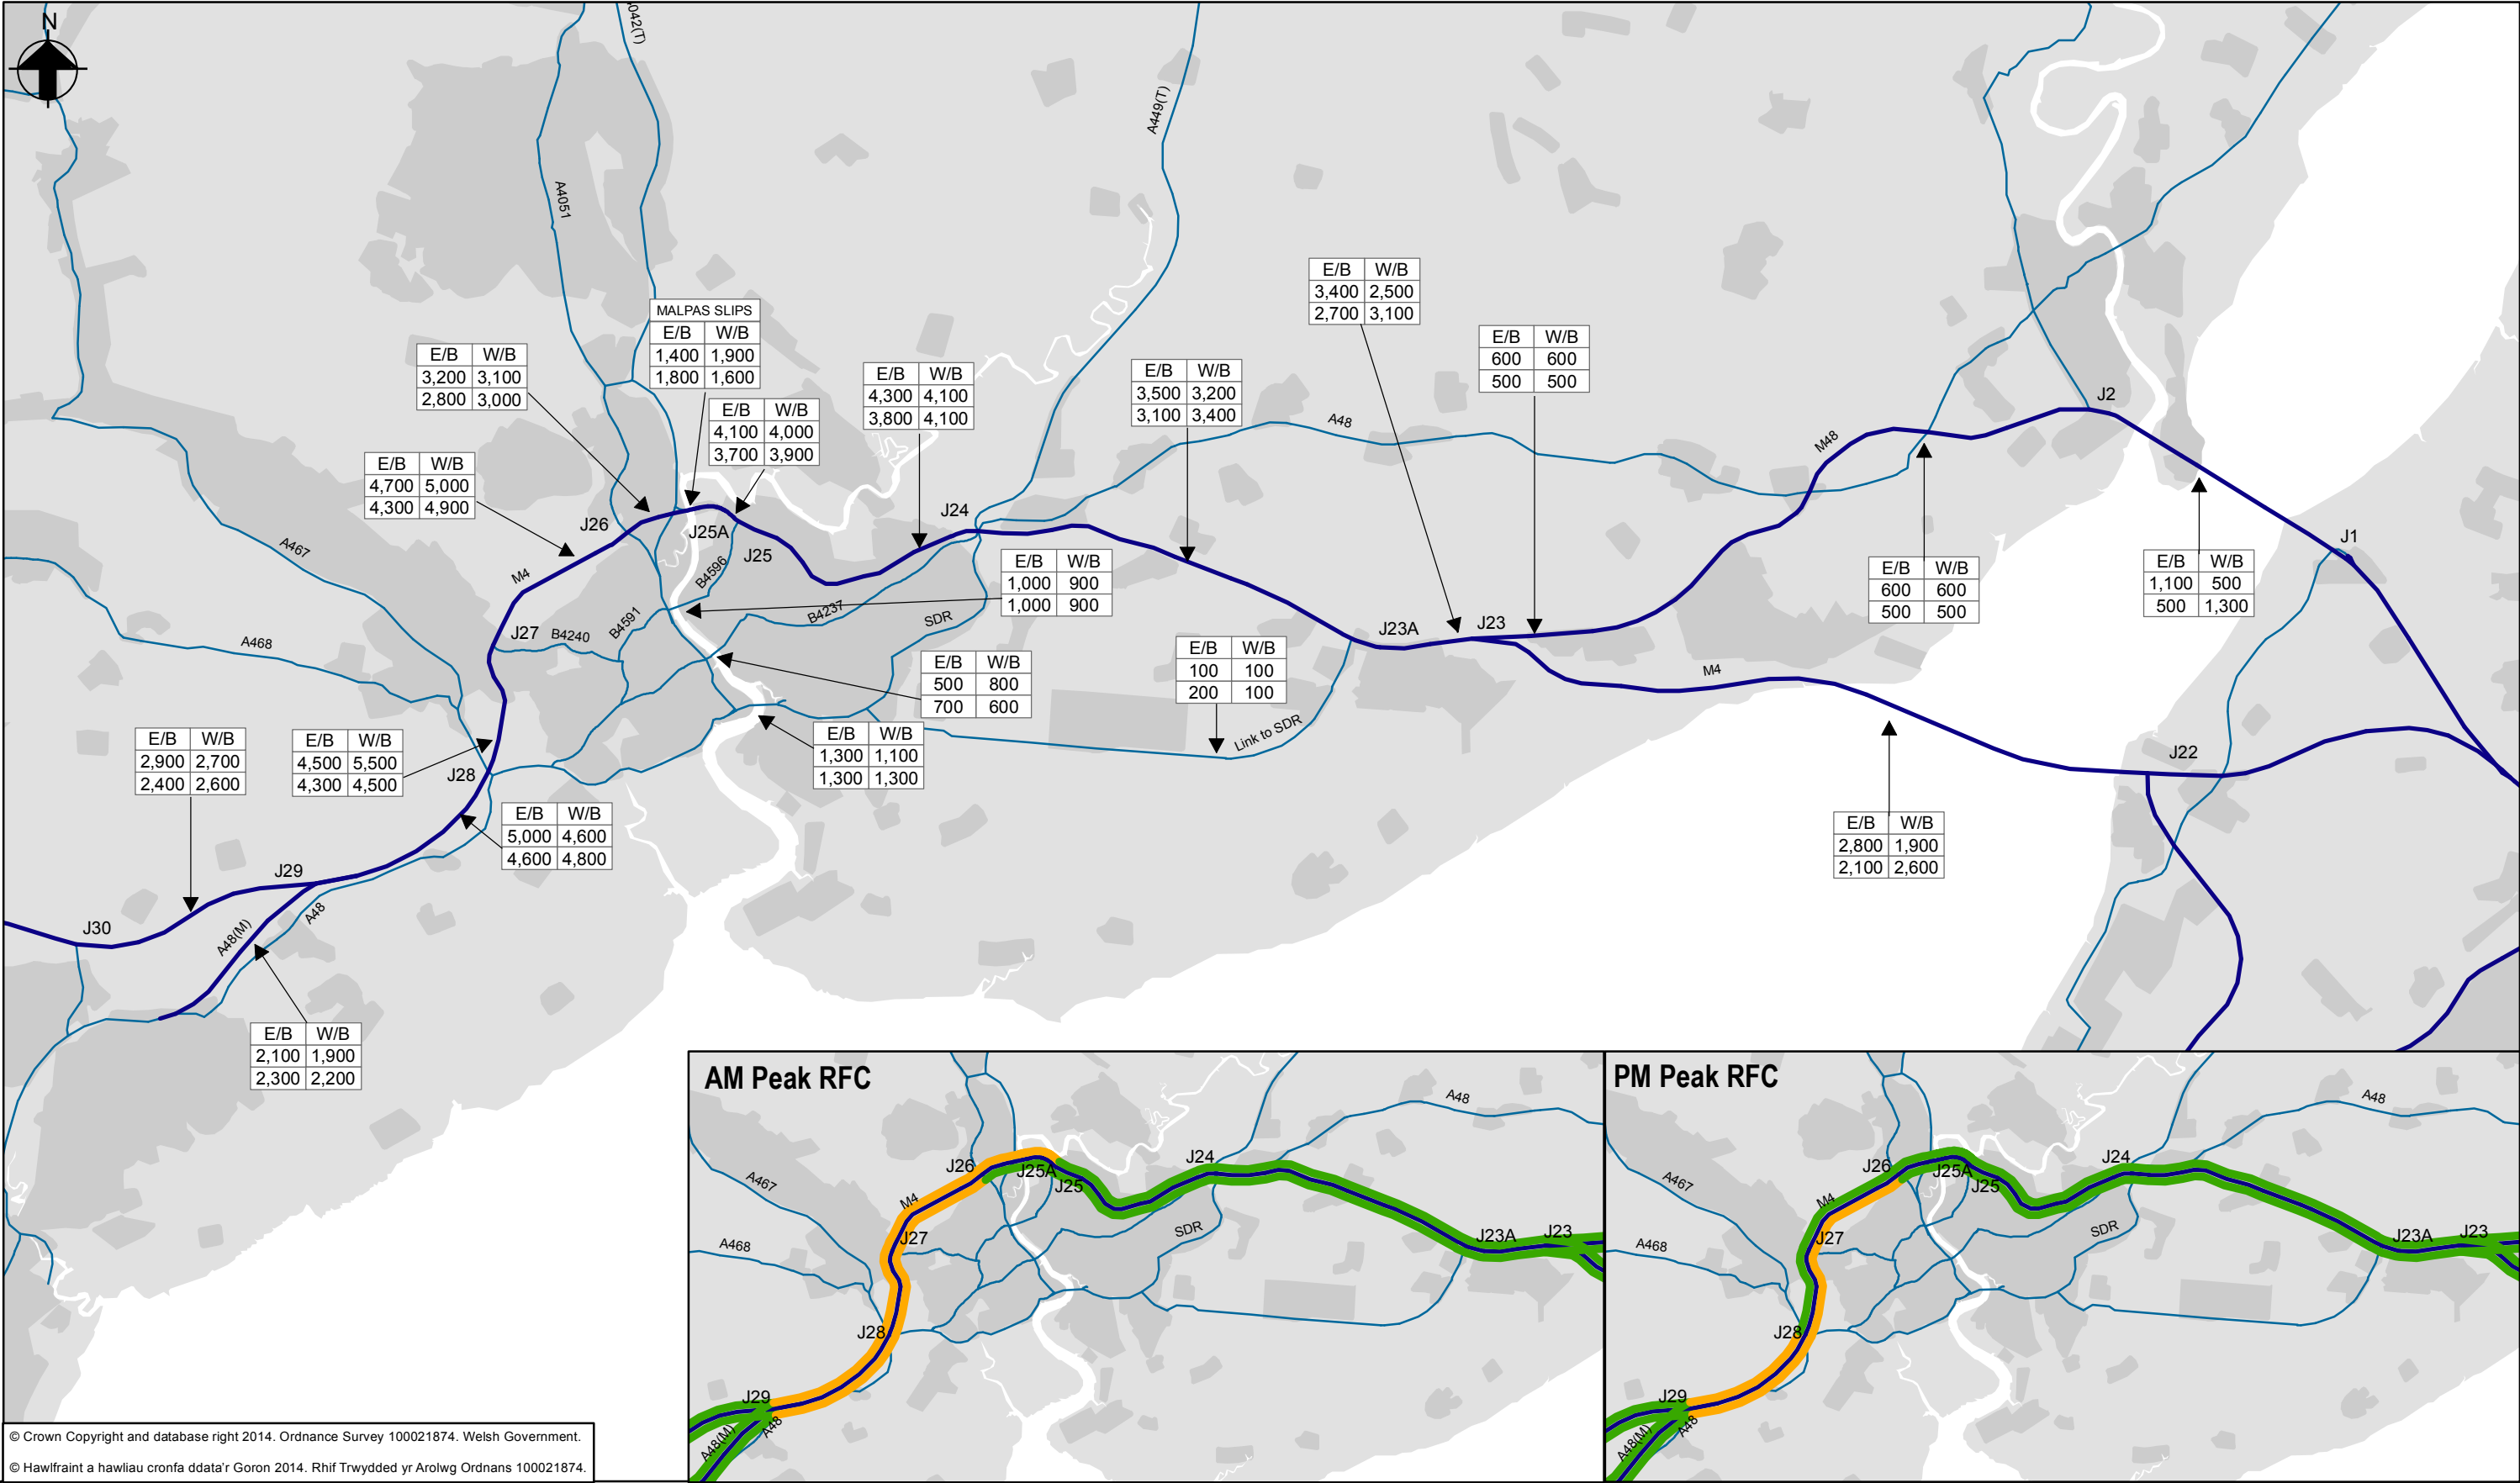 N
A4051
A449(T)
E/B W/B
3,400 2,500
2,700 3,100
MALPAS SLIPS
E/B W/B
1,400 1,900
1,800 1,600
E/B W/B
600 600
500 500
E/B W/B
3,200 3,100
2,800 3,000
E/B W/B
4,300 4,100
3,800 4,100
E/B W/B
3,500 3,200
3,100 3,400
E/B W/B
4,100 4,000
3,700 3,900
J2
A48
M48
E/B W/B
4,700 5,000
4,300 4,900
J26
J25A
J25
J24
J1
A467
M4
B4596
E/B W/B
1,000 900
1,000 900
E/B W/B
600 600
500 500
E/B W/B
1,100 500
500 1,300
J27
B4240
B4591
B4237
SDR
J23A
J23
A468
E/B W/B
500 800
700 600
E/B W/B
100 100
200 100
M4
Link to SDR
E/B W/B
2,900 2,700
2,400 2,600
E/B W/B
4,500 5,500
4,300 4,500
J28
E/B W/B
1,300 1,100
1,300 1,300
J22
E/B W/B
5,000 4,600
4,600 4,800
E/B W/B
2,800 1,900
2,100 2,600
J29
J30
A48(M)
A48
E/B W/B
2,100 1,900
2,300 2,200
AM Peak RFC
A48
J26
J25A
J25
J24
A467
M4
J27
SDR
J23A
J23
A468
J28
J29
A48(M)
A48
PM Peak RFC
A48
J26
J25A
J25
J24
A467
M4
J27
SDR
J23A
J23
A468
J28
J29
A48(M)
A48
© Crown Copyright and database right 2014. Ordnance Survey 100021874. Welsh Government.
© Hawlfraint a hawliau cronfa ddata'r Goron 2014. Rhif Trwydded yr Arolwg Ordnans 100021874.